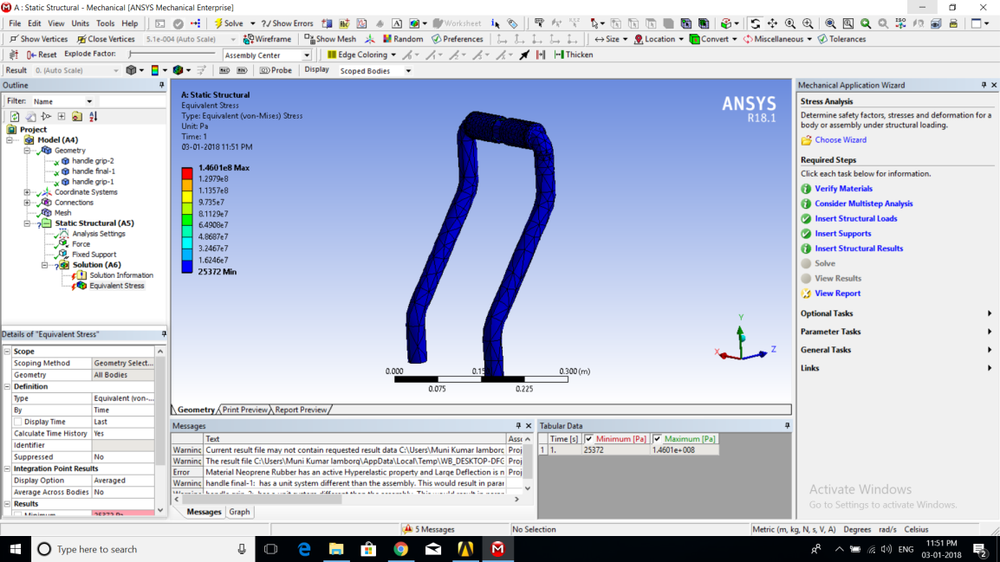 A : Static Structural - Mechanical [ANSYS Mechanical Enterprise]
File Edit View Units Tools Help Solve ?/ Show Errors Worksheet
Show Vertices Close Vertices 5.1e-004 (Auto Scale) Wireframe Show Mesh Random Preferences Size Location Convert Miscellaneous Tolerances
Reset Explode Factor: Assembly Center Edge Coloring Thicken
Result 0. (Auto Scale) Probe Display Scoped Bodies
Outline
Filter: Name
Project
Model (A4)
Geometry
handle grip-2
handle final-1
handle grip-1
Coordinate Systems
Connections
Mesh
Static Structural (A5)
Analysis Settings
Force
Fixed Support
Solution (A6)
Solution Information
Equivalent Stress
Details of "Equivalent Stress"
Scope
Scoping Method Geometry Select...
Geometry All Bodies
Definition
Type Equivalent (von-...
By Time
Display Time Last
Calculate Time History Yes
Identifier
Suppressed No
Integration Point Results
Display Option Averaged
Average Across Bodies No
Results
Minimum 25372 Pa
A: Static Structural
Equivalent Stress
Type: Equivalent (von-Mises) Stress
Unit: Pa
Time: 1
03-01-2018 11:51 PM
1.4601e8 Max
1.2979e8
1.1357e8
9.735e7
8.1129e7
6.4908e7
4.8687e7
3.2467e7
1.6246e7
25372 Min
ANSYS
R18.1
Y
X
Z
0.000
0.15
0.300 (m)
0.075
0.225
Geometry Print Preview Report Preview
Messages
Text Asso
Warninc Current result file may not contain requested result data C:\Users\Muni Kumar lamborg Proj
Warninc The result file C:\Users\Muni Kumar lamborg\AppData\Local\Temp\WB_DESKTOP-DFG Proj
Error Material Neoprene Rubber has an active Hyperelastic property and Large Deflection is n Proj
Warninc handle final-1: has a unit system different than the assembly. This would result in parar
Warninc handle grip-2: has a unit system different than the assembly. This would result in param
Messages Graph
Tabular Data
Time [s] Minimum [Pa] Maximum [Pa]
1 1. 25372 1.4601e+008
Mechanical Application Wizard
Stress Analysis
Determine safety factors, stresses and deformation for a
body or assembly under structural loading.
Choose Wizard
Required Steps
Click each task below for information.
Verify Materials
Consider Multistep Analysis
Insert Structural Loads
Insert Supports
Insert Structural Results
Solve
View Results
View Report
Optional Tasks
Parameter Tasks
General Tasks
Links
Activate Windows
Go to Settings to activate Windows.
5 Messages No Selection Metric (m, kg, N, s, V, A) Degrees rad/s Celsius
Type here to search
ENG
11:51 PM
03-01-2018
2